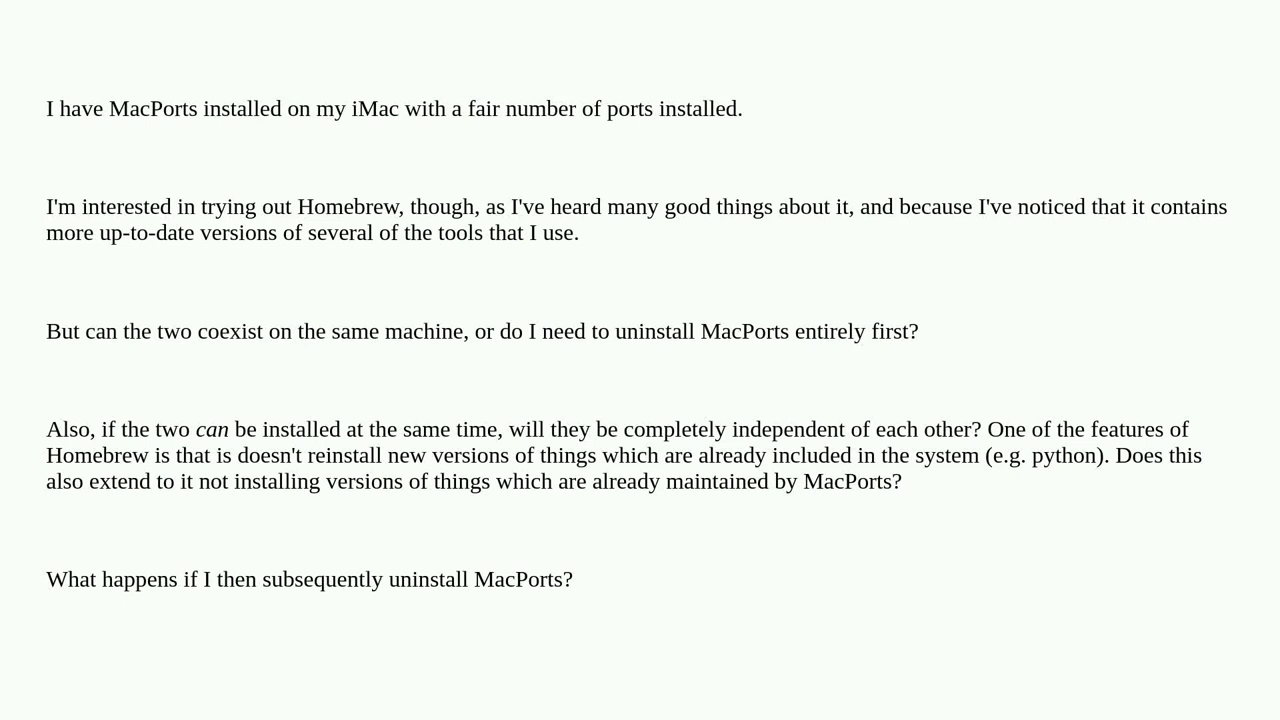 I have MacPorts installed on my iMac with a fair number of ports installed.
I'm interested in trying out Homebrew, though, as I've heard many good things about it, and because I've noticed that it contains
more up-to-date versions of several of the tools that I use.
But can the two coexist on the same machine, or do I need to uninstall MacPorts entirely first?
Also, if the two can be installed at the same time, will they be completely independent of each other? One of the features of
Homebrew is that is doesn't reinstall new versions of things which are already included in the system (e.g. python). Does this
also extend to it not installing versions of things which are already maintained by MacPorts?
What happens if I then subsequently uninstall MacPorts?